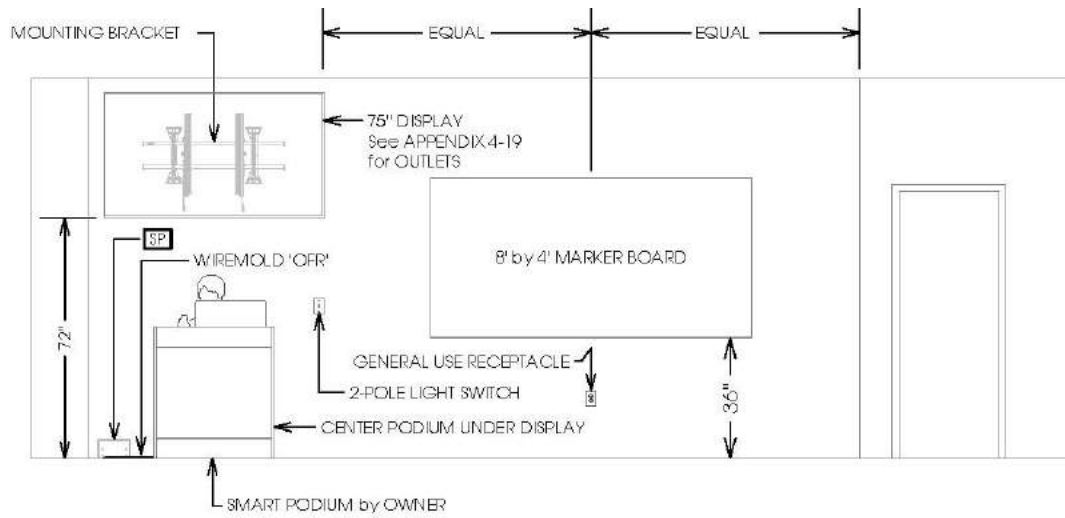 MOUNTING BRACKET
EQUAL
EQUAL
75" DISPLAY
See APPENDIX 4-19
for OUTLETS
SP
WIREMOLD 'OFR'
8' by 4' MARKER BOARD
72"
GENERAL USE RECEPTACLE
2-POLE LIGHT SWITCH
36"
CENTER PODIUM UNDER DISPLAY
SMART PODIUM by OWNER